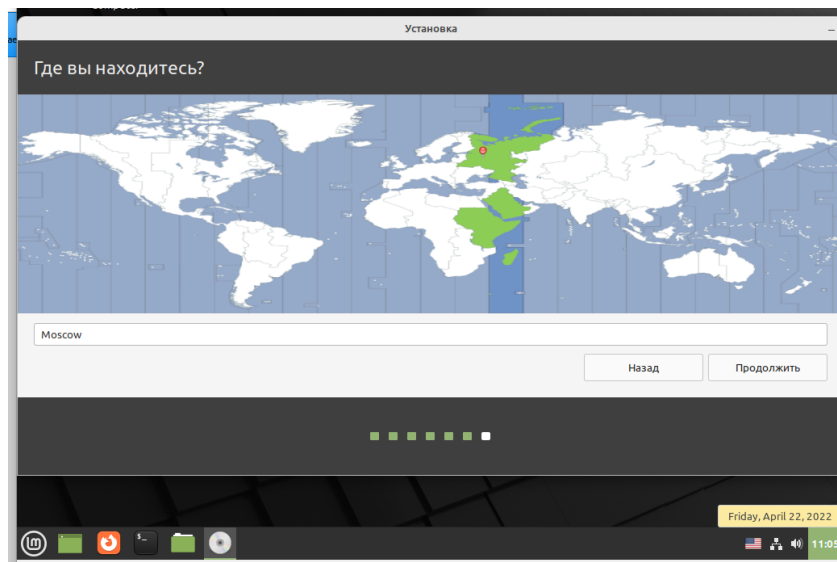 Установка
Где вы находитесь?
Moscow
Назад
Продолжить
Friday, April 22, 2022
11:05